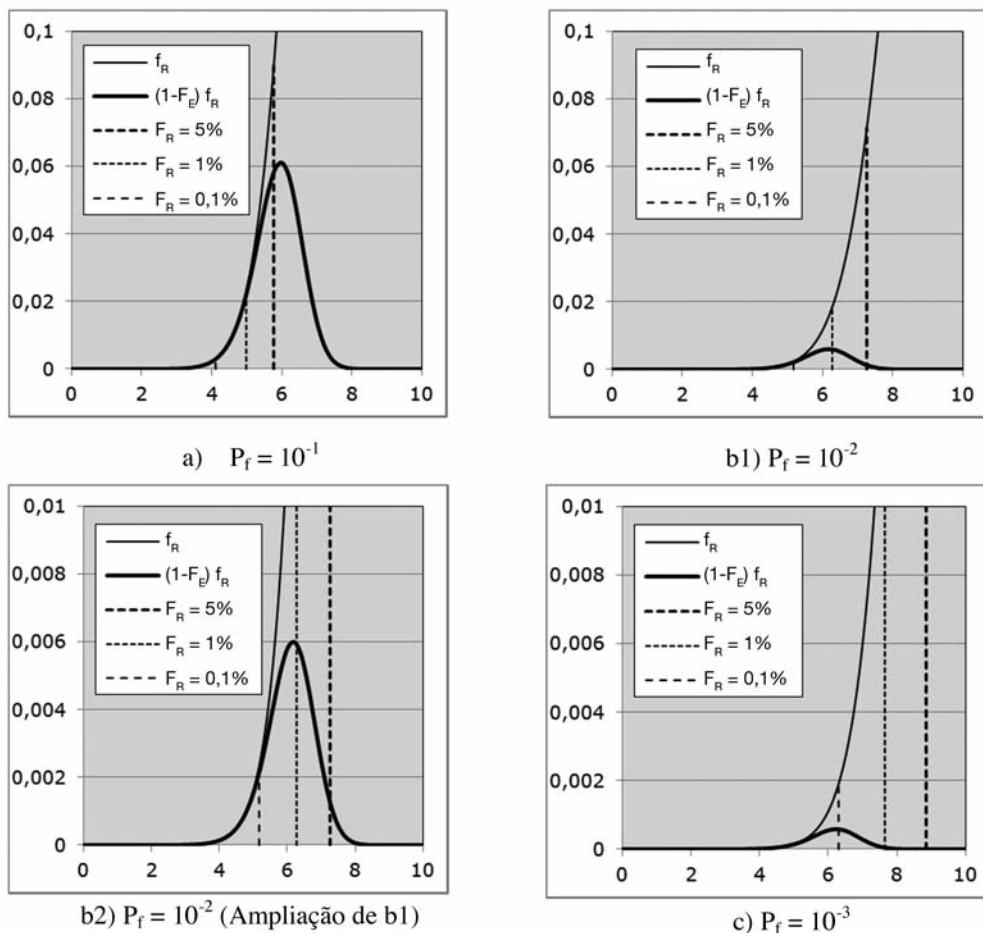 0,1
0,08
0,06
0,04
0,02
0
0 2 4 6 8 10
f_R
(1-F_E) f_R
F_R = 5%
F_R = 1%
F_R = 0,1%
a) P_f = 10^-1
0,1
0,08
0,06
0,04
0,02
0
0 2 4 6 8 10
f_R
(1-F_E) f_R
F_R = 5%
F_R = 1%
F_R = 0,1%
b1) P_f = 10^-2
0,01
0,008
0,006
0,004
0,002
0
0 2 4 6 8 10
f_R
(1-F_E) f_R
F_R = 5%
F_R = 1%
F_R = 0,1%
b2) P_f = 10^-2 (Ampliação de b1)
0,01
0,008
0,006
0,004
0,002
0
0 2 4 6 8 10
f_R
(1-F_E) f_R
F_R = 5%
F_R = 1%
F_R = 0,1%
c) P_f = 10^-3